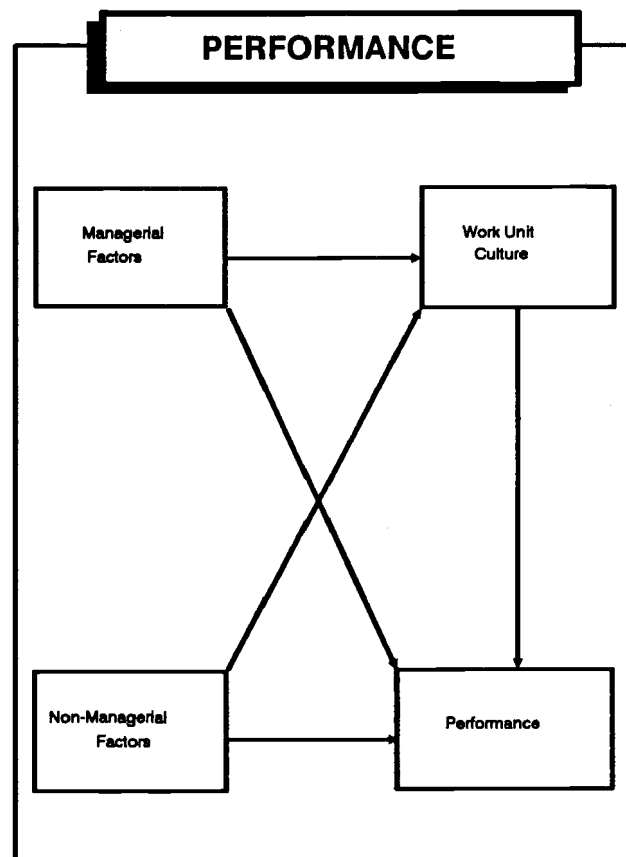 PERFORMANCE
Managerial
Factors
Work Unit
Culture
Non-Managerial
Factors
Performance